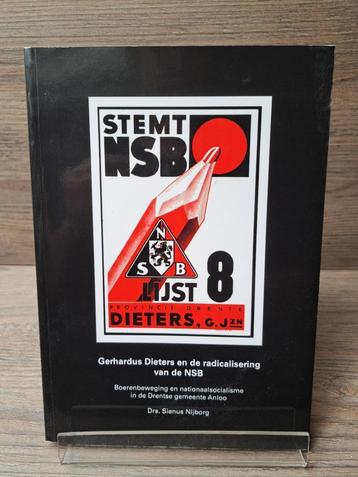 STEMT
NSB
N
S B
LIJST 8
PROVINCIE DRENTE
DIETERS, G.JZN
Gerhardus Dieters en de radicalisering
van de NSB
Boerenbeweging en nationaalsocialisme
in de Drentse gemeente Anloo
Drs. Sienus Nijborg